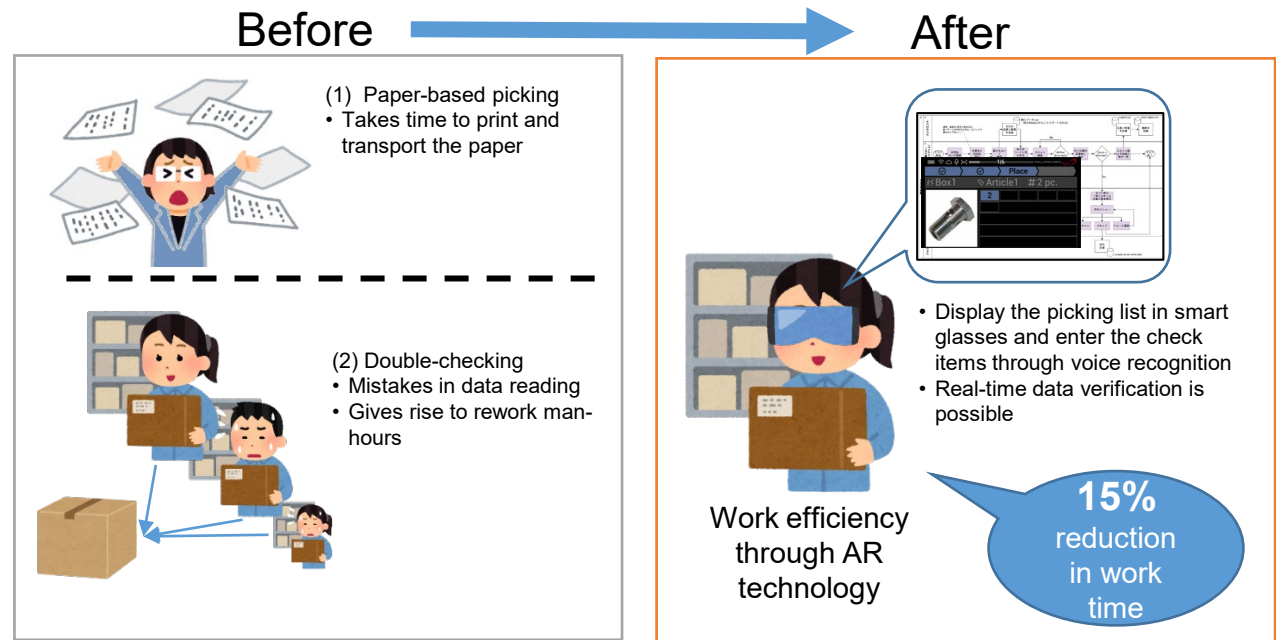 Before
After
(1) Paper-based picking
• Takes time to print and
transport the paper
(2) Double-checking
• Mistakes in data reading
• Gives rise to rework man-
hours
1/6
Place
Box1
Article1
#2 pc.
2
• Display the picking list in smart
glasses and enter the check
items through voice recognition
• Real-time data verification is
possible
Work efficiency
through AR
technology
15%
reduction
in work
time